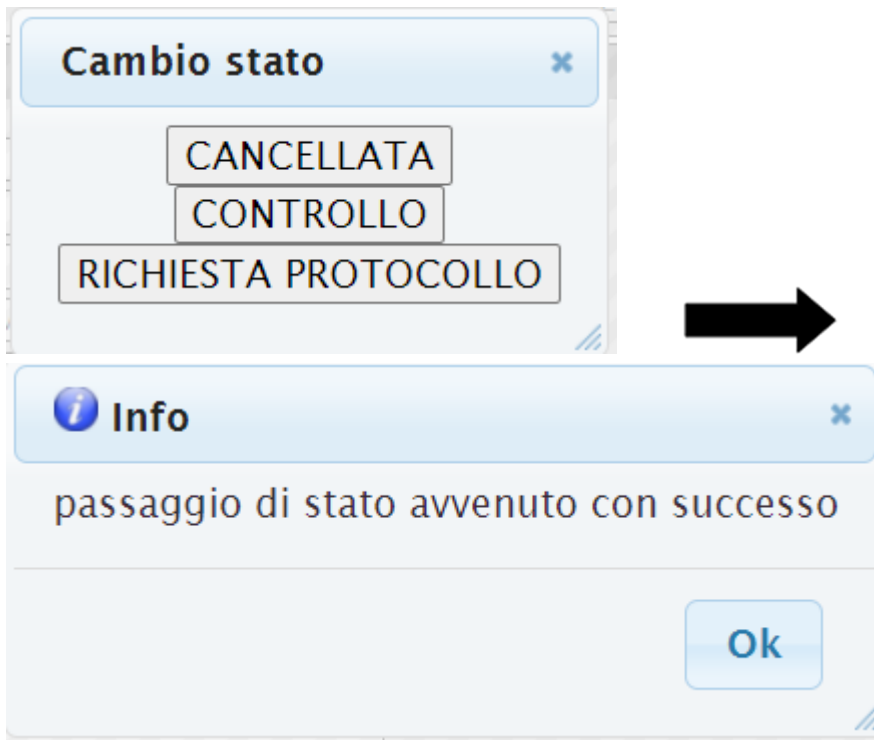 Cambio stato
CANCELLATA
CONTROLLO
RICHIESTA PROTOCOLLO
Info
passaggio di stato avvenuto con successo
Ok